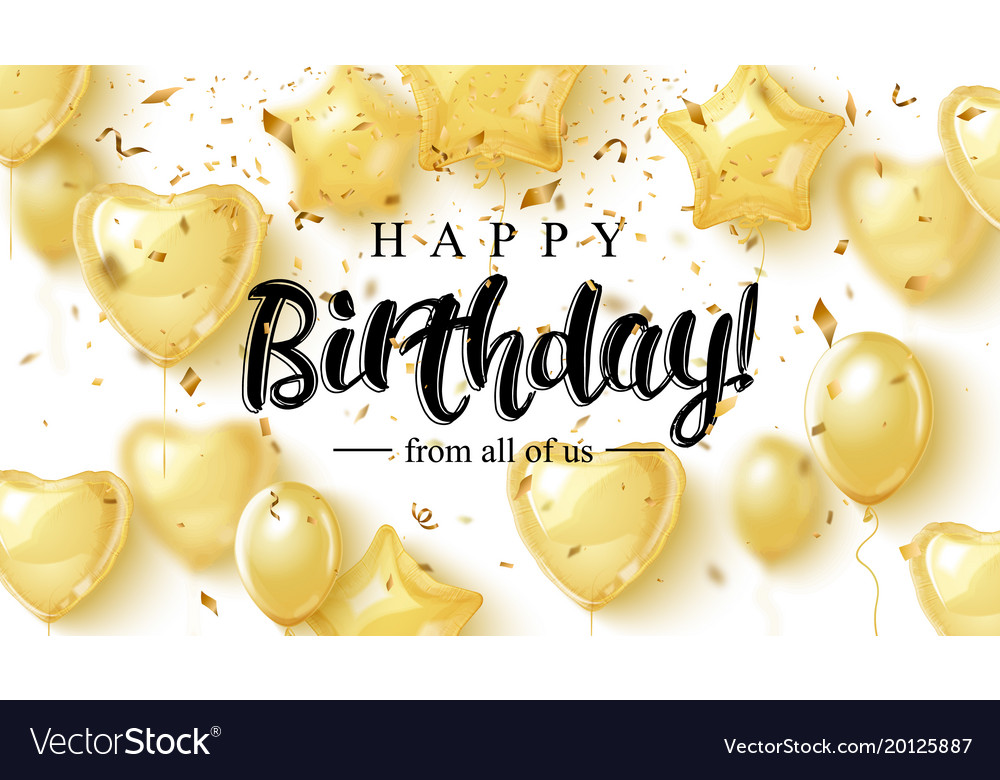 HAPPY
Birthday!
from all of us
VectorStock®
VectorStock.com/20125887